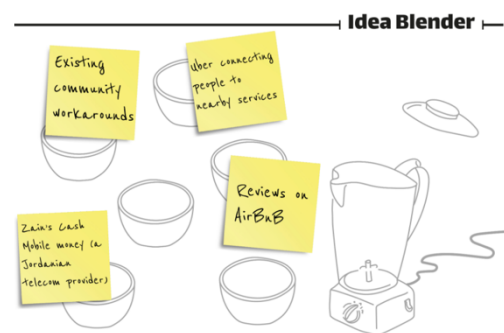 Idea Blender
Existing
community
workarounds
Uber connecting
people to
nearby services
Reviews on
AirBnB
Zain's Cash
Mobile money (a
Jordanian
telecom provider)